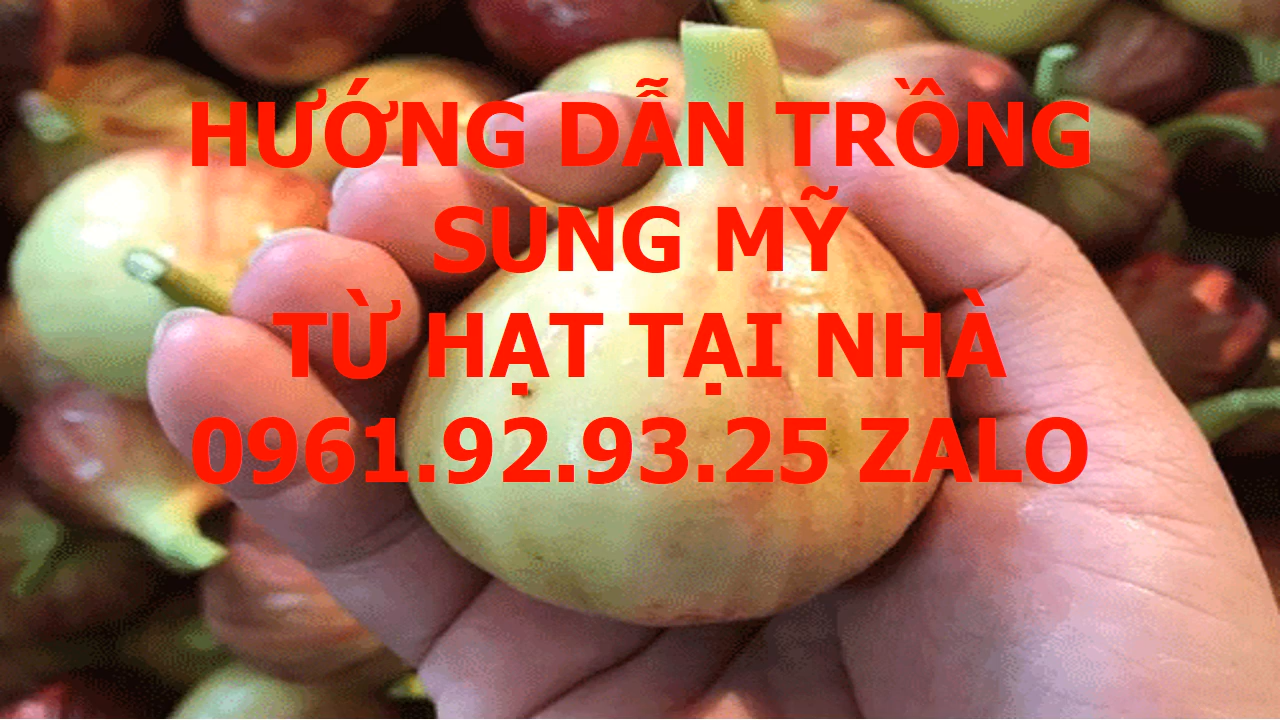 HƯỚNG DẪN TRỒNG
SUNG MỸ
TỪ HẠT TẠI NHÀ
0961.92.93.25 ZALO